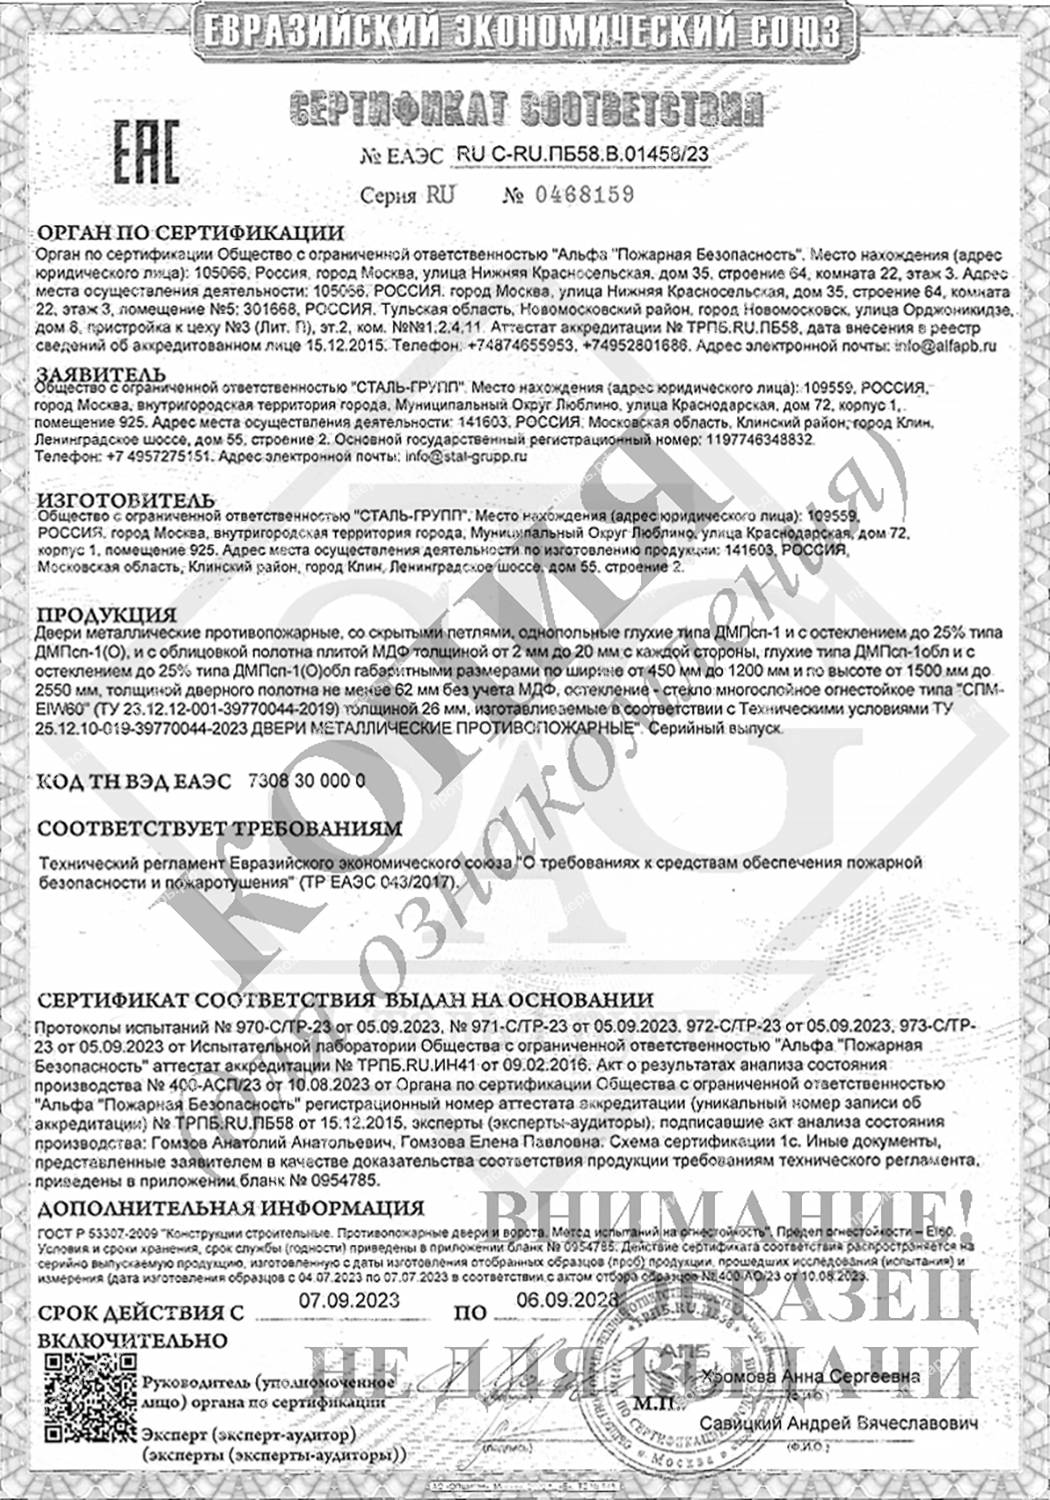 ЕВРАЗИЙСКИЙ ЭКОНОМИЧЕСКИЙ СОЮЗ
СЕРТИФИКАТ СООТВЕТСТВИЯ
EAC
№ ЕАЭС RU C-RU.ПБ58.В.01458/23
Серия RU № 0468159
ОРГАН ПО СЕРТИФИКАЦИИ
Орган по сертификации Общество с ограниченной ответственностью "Альфа "Пожарная Безопасность". Место нахождения (адрес
юридического лица): 105066, Россия, город Москва, улица Нижняя Красносельская, дом 35, строение 64, комната 22, этаж 3. Адрес
места осуществления деятельности: 105066, РОССИЯ. город Москва, улица Нижняя Красносельская, дом 35, строение 64, комната
22, этаж 3, помещение №5; 301668, РОССИЯ. Тульская область, Новомосковский район, город Новомосковск, улица Орджоникидзе,
дом 8, пристройка к цеху №3 (Лит. П), эт.2, ком. №№1,2,4,11. Аттестат аккредитации № ТРПБ.RU.ПБ58, дата внесения в реестр
сведений об аккредитованном лице 15.12.2015. Телефон: +74874655953, +74952801686. Адрес электронной почты: info@alfapb.ru
ЗАЯВИТЕЛЬ
Общество с ограниченной ответственностью "СТАЛЬ-ГРУПП". Место нахождения (адрес юридического лица): 109559, РОССИЯ,
город Москва, внутригородская территория города, Муниципальный Округ Люблино, улица Краснодарская, дом 72, корпус 1,
помещение 925. Адрес места осуществления деятельности: 141603, РОССИЯ. Московская область, Клинский район, город Клин,
Ленинградское шоссе, дом 55, строение 2. Основной государственный регистрационный номер: 1197746348832.
Телефон: +7 4957275151. Адрес электронной почты: info@stal-grupp.ru
ИЗГОТОВИТЕЛЬ
Общество с ограниченной ответственностью "СТАЛЬ-ГРУПП". Место нахождения (адрес юридического лица): 109559,
РОССИЯ. город Москва, внутригородская территория города, Муниципальный Округ Люблино, улица Краснодарская, дом 72,
корпус 1, помещение 925. Адрес места осуществления деятельности по изготовлению продукции: 141603, РОССИЯ,
Московская область, Клинский район, город Клин, Ленинградское шоссе, дом 55, строение 2.
ПРОДУКЦИЯ
Двери металлические противопожарные, со скрытыми петлями, однопольные глухие типа ДМПсп-1 и с остеклением до 25% типа
ДМПсп-1(О), и с облицовкой полотна плитой МДФ толщиной от 2 мм до 20 мм с каждой стороны, глухие типа ДМПсп-1обл и с
остеклением до 25% типа ДМПсп-1(О)обл габаритными размерами по ширине от 450 мм до 1200 мм и по высоте от 1500 мм до
2550 мм, толщиной дверного полотна не менее 62 мм без учета МДФ, остекление - стекло многослойное огнестойкое типа "СПМ-
EIW60" (ТУ 23.12.12-001-39770044-2019) толщиной 26 мм, изготавливаемые в соответствии с Техническими условиями ТУ
25.12.10-019-39770044-2023 ДВЕРИ МЕТАЛЛИЧЕСКИЕ ПРОТИВОПОЖАРНЫЕ". Серийный выпуск.
КОД ТН ВЭД ЕАЭС 7308 30 000 0
СООТВЕТСТВУЕТ ТРЕБОВАНИЯМ
Технический регламент Евразийского экономического союза "О требованиях к средствам обеспечения пожарной
безопасности и пожаротушения" (ТР ЕАЭС 043/2017).
КОПИЯ
(для ознакомления)
СЕРТИФИКАТ СООТВЕТСТВИЯ ВЫДАН НА ОСНОВАНИИ
Протоколы испытаний № 970-С/ТР-23 от 05.09.2023, № 971-С/ТР-23 от 05.09.2023, 972-С/ТР-23 от 05.09.2023, 973-С/ТР-
23 от 05.09.2023 от Испытательной лаборатории Общества с ограниченной ответственностью "Альфа "Пожарная
Безопасность" аттестат аккредитации № ТРПБ.RU.ИН41 от 09.02.2016. Акт о результатах анализа состояния
производства № 400-АСП/23 от 10.08.2023 от Органа по сертификации Общества с ограниченной ответственностью
"Альфа "Пожарная Безопасность" регистрационный номер аттестата аккредитации (уникальный номер записи об
аккредитации) № ТРПБ.RU.ПБ58 от 15.12.2015, эксперты (эксперты-аудиторы), подписавшие акт анализа состояния
производства: Гомзов Анатолий Анатольевич, Гомзова Елена Павловна. Схема сертификации 1с. Иные документы,
представленные заявителем в качестве доказательства соответствия продукции требованиям технического регламента,
приведены в приложении бланк № 0954785.
ДОПОЛНИТЕЛЬНАЯ ИНФОРМАЦИЯ
ГОСТ Р 53307-2009 "Конструкции строительные. Противопожарные двери и ворота. Метод испытаний на огнестойкость". Предел огнестойкости – EI60.
Условия и сроки хранения, срок службы (годности) приведены в приложении бланк № 0954785. Действие сертификата соответствия распространяется на
серийно выпускаемую продукцию, изготовленную с даты изготовления отобранных образцов (проб) продукции, прошедших исследования (испытания) и
измерения (дата изготовления образцов с 04.07.2023 по 07.07.2023 в соответствии с актом отбора образцов № 400-АО/23 от 10.08.2023.
ВНИМАНИЕ!
ОБРАЗЕЦ
НЕ ДЛЯ ВЫДАЧИ
СРОК ДЕЙСТВИЯ С 07.09.2023 ПО 06.09.2028
ВКЛЮЧИТЕЛЬНО
Руководитель (уполномоченное
лицо) органа по сертификации
М.П.
Хромова Анна Сергеевна
Эксперт (эксперт-аудитор)
(эксперты (эксперты-аудиторы))
(подпись)
Савицкий Андрей Вячеславович
(Ф.И.О.)